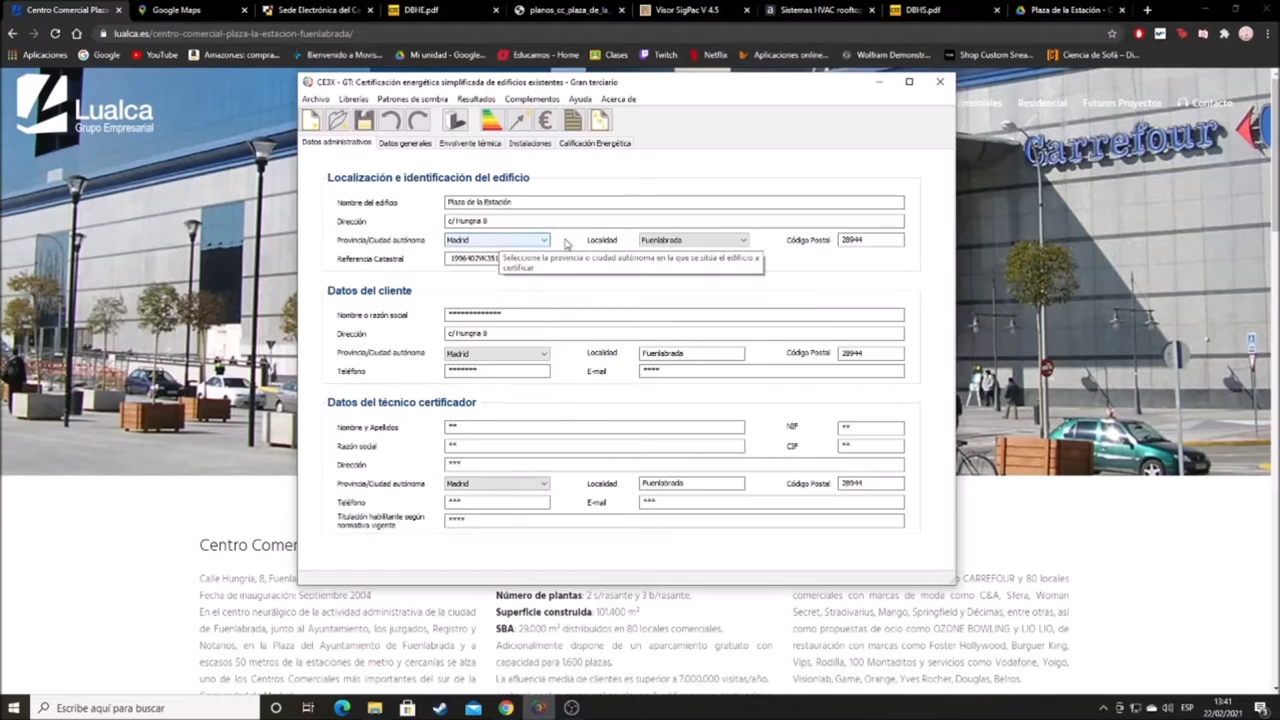 Centro Comercial Plaza
Google Maps
Sede Electrónica del Ca
DBHE.pdf
planos_cc_plaza_de_la_
Visor SigPac V 4.5
Sistemas HVAC rooftop
DBHS.pdf
Plaza de la Estación - G
lualca.es/centro-comercial-plaza-la-estacion-fuenlabrada/
Aplicaciones
Google
YouTube
Bienvenido a Movis...
Mi unidad - Google...
Educamos - Home
Clases
Twitch
Netflix
Aplicaciones online...
Wolfram Demonstr...
Shop Custom Snea...
Ciencia de Sofá – Di...
Lualca
Grupo Empresarial
imoniales
Residencial
Futuros Proyectos
Contacto
Carrefour
CE3X - GT: Certificación energética simplificada de edificios existentes - Gran terciario
Archivo
Librerías
Patrones de sombra
Resultados
Complementos
Ayuda
Acerca de
Datos administrativos
Datos generales
Envolvente térmica
Instalaciones
Calificación Energética
Localización e identificación del edificio
Nombre del edificio
Plaza de la Estación
Dirección
c/Hungria 8
Provincia/Ciudad autónoma
Madrid
Localidad
Fuenlabrada
Código Postal
28944
Referencia Catastral
1996402VK351
Seleccione la provincia o ciudad autónoma en la que se sitúa el edificio a
certificar
Datos del cliente
Nombre o razón social
*************
Dirección
c/Hungria 8
Provincia/Ciudad autónoma
Madrid
Localidad
Fuenlabrada
Código Postal
28944
Teléfono
*******
E-mail
****
Datos del técnico certificador
Nombre y Apellidos
**
NIF
**
Razón social
**
CIF
**
Dirección
***
Provincia/Ciudad autónoma
Madrid
Localidad
Fuenlabrada
Código Postal
28944
Teléfono
***
E-mail
***
Titulación habilitante según
normativa vigente
****
Centro Comer
Calle Hungría, 8, Fuenla
Fecha de inauguración: Septiembre 2004
En el centro neurálgico de la actividad administrativa de la ciudad
de Fuenlabrada, junto al Ayuntamiento, los juzgados, Registro y
Notarios, en la Plaza del Ayuntamiento de Fuenlabrada y a
escasos 50 metros de la estaciones de metro y cercanías se alza
uno de los Centros Comerciales más importantes del sur de la
Comunidad de Madrid
Número de plantas: 2 s/rasante y 3 b/rasante.
Superficie construida: 101.400 m²
SBA: 29.000 m² distribuidos en 80 locales comerciales.
Adicionalmente dispone de un aparcamiento gratuito con
capacidad para 1.600 plazas.
La afluencia media de clientes es superior a 7.000.000 visitas/año.
o CARREFOUR y 80 locales
comerciales con marcas de moda como C&A, Sfera, Woman
Secret, Stradivarius, Mango, Springfield y Décimas, entre otras, así
como propuestas de ocio como OZONE BOWLING y LIO LIO, de
restauración con marcas como Foster Hollywood, Burguer King,
Vips, Rodilla, 100 Montaditos y servicios como Vodafone, Yoigo,
Visionlab, Game, Orange, Yves Rocher, Douglas, Belros.
Escribe aquí para buscar
ESP
13:41
22/02/2021